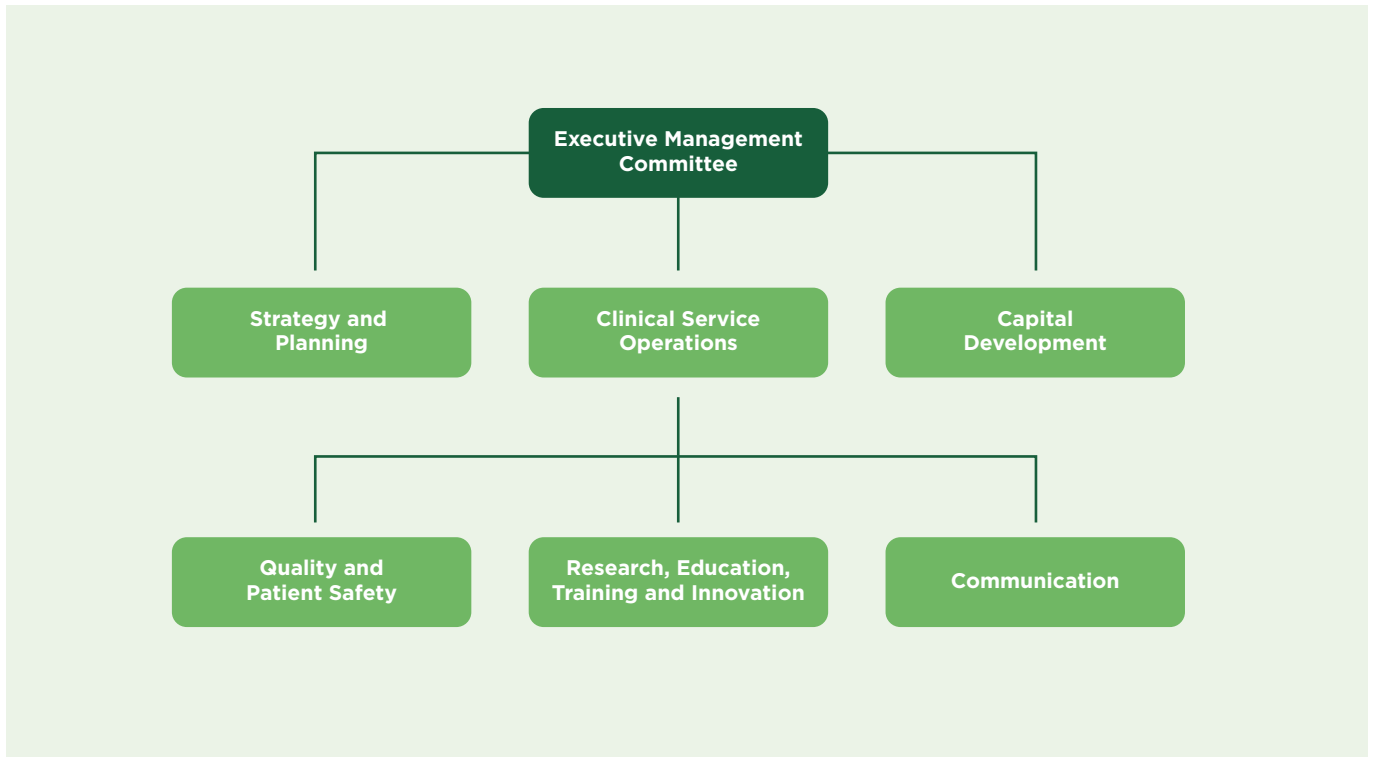 Executive Management
Committee
Strategy and
Planning
Clinical Service
Operations
Capital
Development
Quality and
Patient Safety
Research, Education,
Training and Innovation
Communication